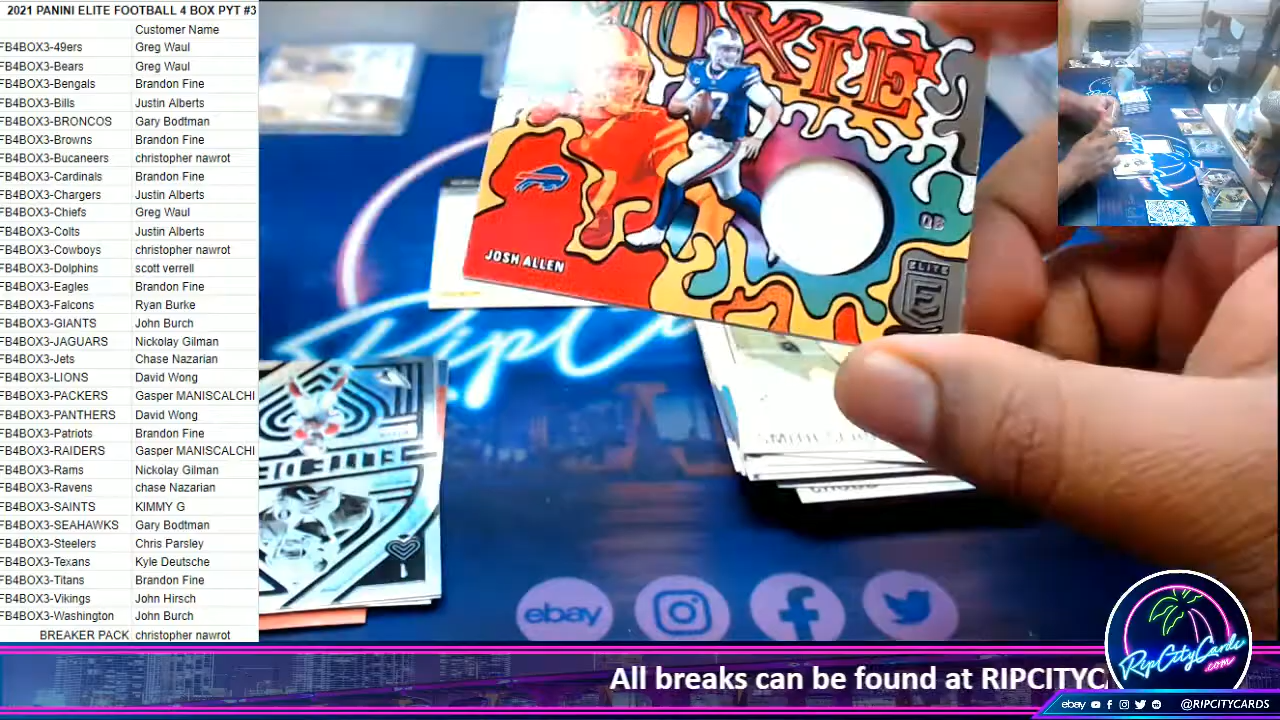 2021 PANINI ELITE FOOTBALL 4 BOX PYT #3
Customer Name
FB4BOX3-49ers Greg Waul
FB4BOX3-Bears Greg Waul
FB4BOX3-Bengals Brandon Fine
FB4BOX3-Bills Justin Alberts
FB4BOX3-BRONCOS Gary Bodtman
FB4BOX3-Browns Brandon Fine
FB4BOX3-Bucaneers christopher nawrot
FB4BOX3-Cardinals Brandon Fine
FB4BOX3-Chargers Justin Alberts
FB4BOX3-Chiefs Greg Waul
FB4BOX3-Colts Justin Alberts
FB4BOX3-Cowboys christopher nawrot
FB4BOX3-Dolphins scott verrell
FB4BOX3-Eagles Brandon Fine
FB4BOX3-Falcons Ryan Burke
FB4BOX3-GIANTS John Burch
FB4BOX3-JAGUARS Nickolay Gilman
FB4BOX3-Jets Chase Nazarian
FB4BOX3-LIONS David Wong
FB4BOX3-PACKERS Gasper MANISCALCHI
FB4BOX3-PANTHERS David Wong
FB4BOX3-Patriots Brandon Fine
FB4BOX3-RAIDERS Gasper MANISCALCHI
FB4BOX3-Rams Nickolay Gilman
FB4BOX3-Ravens chase Nazarian
FB4BOX3-SAINTS KIMMY G
FB4BOX3-SEAHAWKS Gary Bodtman
FB4BOX3-Steelers Chris Parsley
FB4BOX3-Texans Kyle Deutsche
FB4BOX3-Titans Brandon Fine
FB4BOX3-Vikings John Hirsch
FB4BOX3-Washington John Burch
BREAKER PACK christopher nawrot
MOXIE
17
QB
JOSH ALLEN
ELITE
E
RipCi
ebay
All breaks can be found at RIPCITYC
RipCityCards
.com
ebay @RIPCITYCARDS